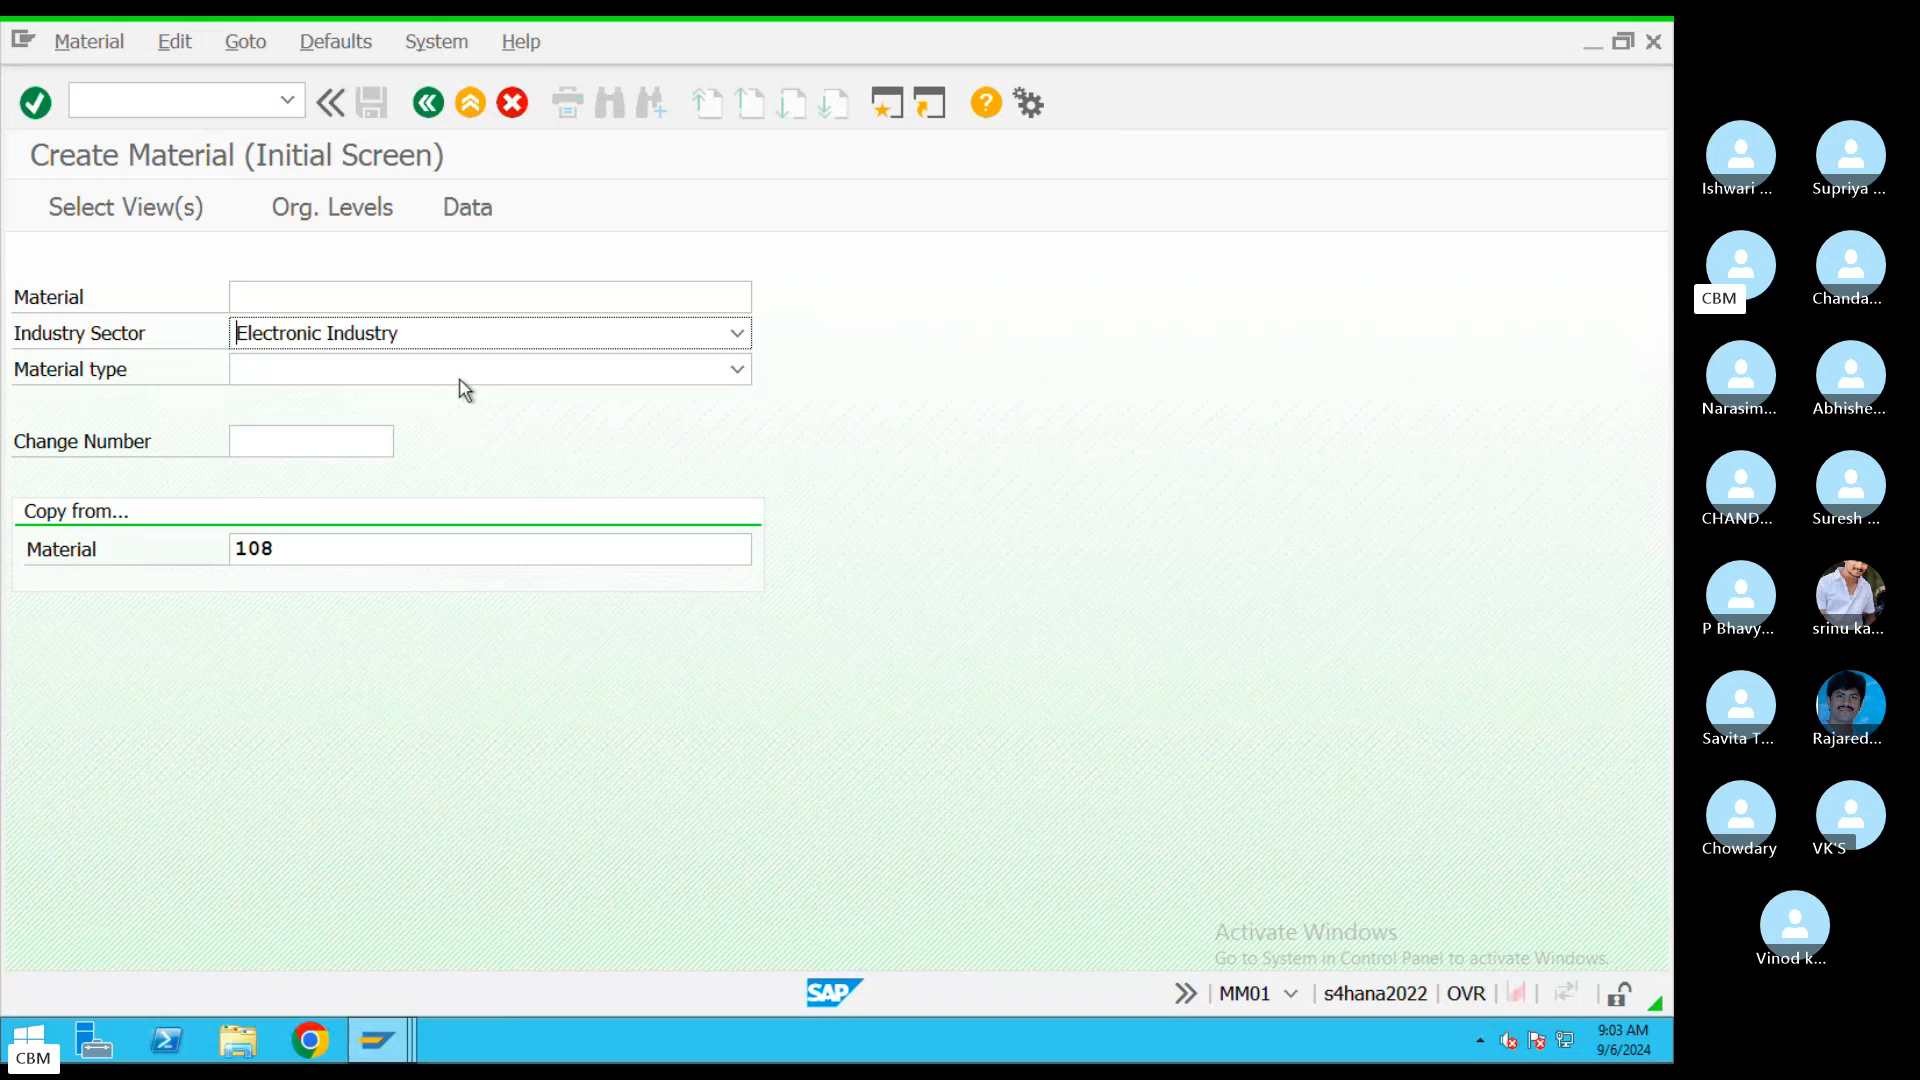 Material Edit Goto Defaults System Help
Create Material (Initial Screen)
Select View(s) Org. Levels Data
Material
Industry Sector Electronic Industry
Material type
Change Number
Copy from...
Material 108
Activate Windows
Go to System in Control Panel to activate Windows.
SAP MM01 s4hana2022 OVR
9:03 AM
9/6/2024
CBM
Ishwari ... Supriya ...
CBM Chanda...
Narasim... Abhishe...
CHAND... Suresh ...
P Bhavy... srinu ka...
Savita T... Rajared...
Chowdary VK'S
Vinod k...